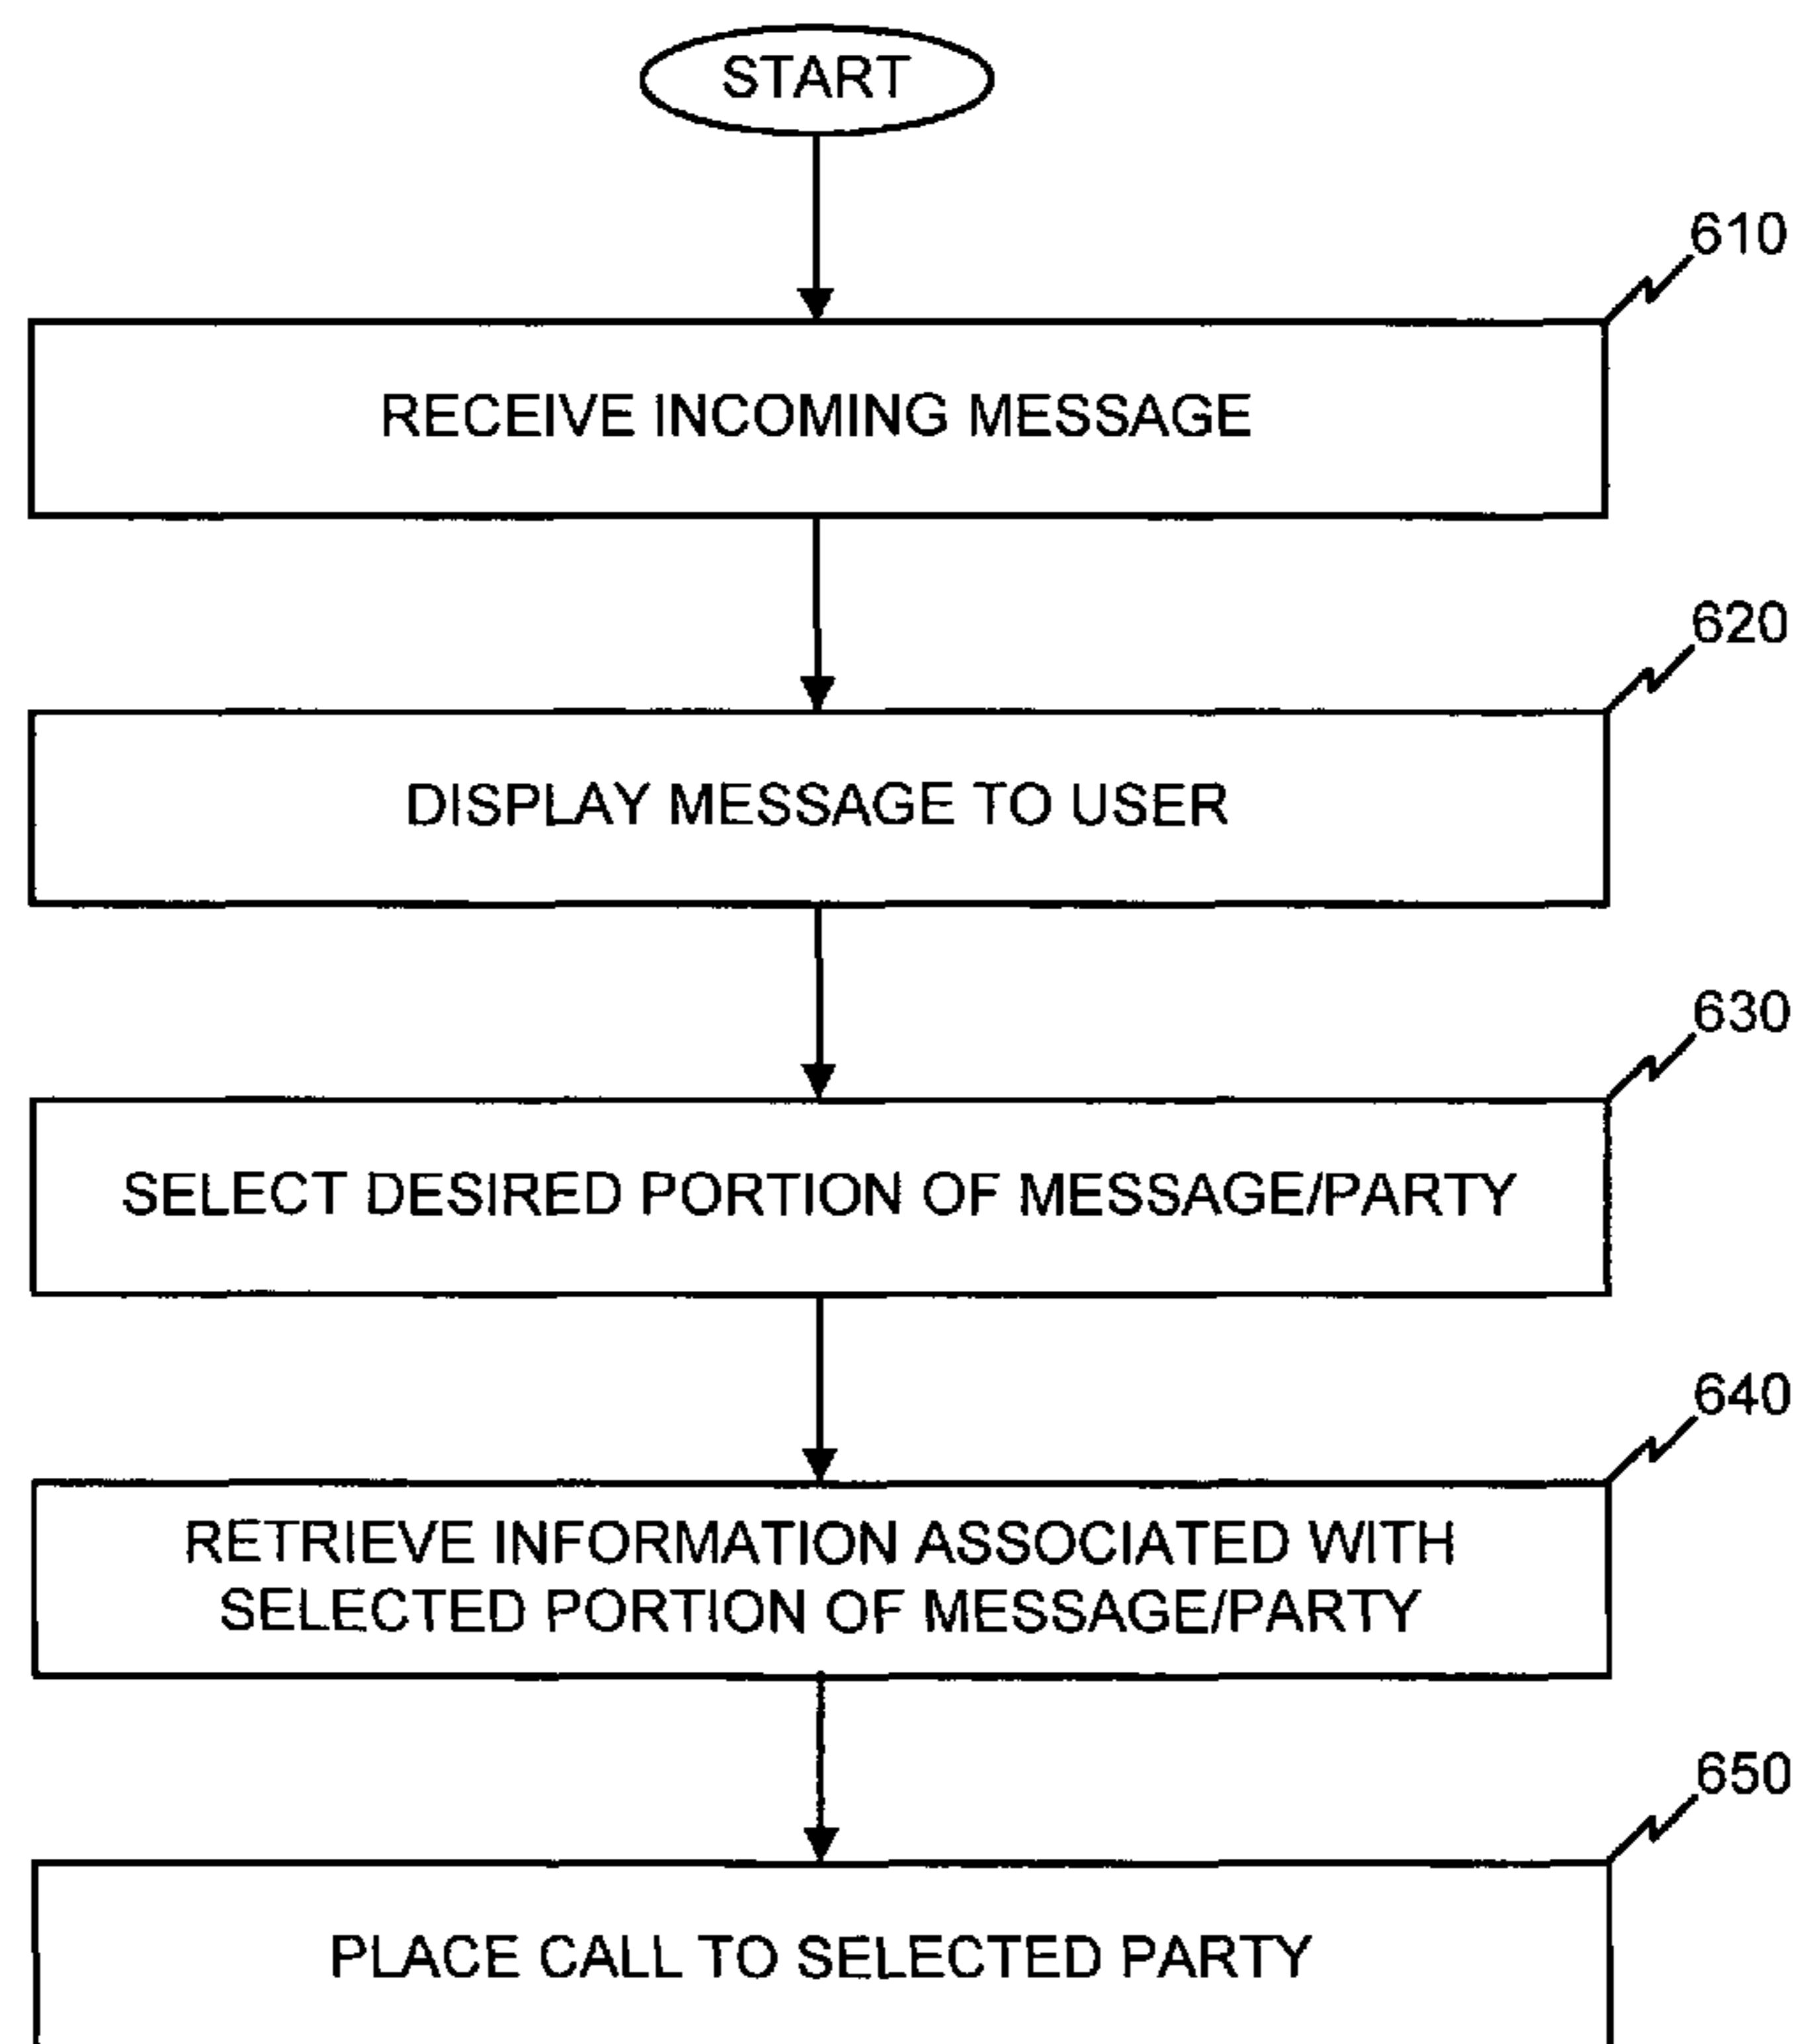 START
610
RECEIVE INCOMING MESSAGE
620
DISPLAY MESSAGE TO USER
630
SELECT DESIRED PORTION OF MESSAGE/PARTY
640
RETRIEVE INFORMATION ASSOCIATED WITH
SELECTED PORTION OF MESSAGE/PARTY
650
PLACE CALL TO SELECTED PARTY